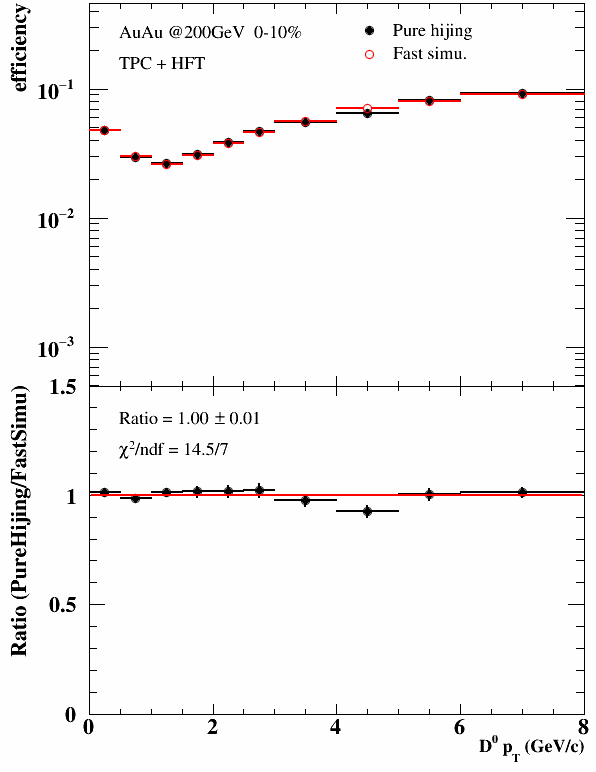 efficiency
AuAu @200GeV 0-10%
TPC + HFT
Pure hijing
Fast simu.
10⁻¹
10⁻²
10⁻³
Ratio (PureHijing/FastSimu)
1.5
1
0.5
0
Ratio = 1.00 ± 0.01
χ²/ndf = 14.5/7
0 2 4 6 8
D⁰ p_T (GeV/c)